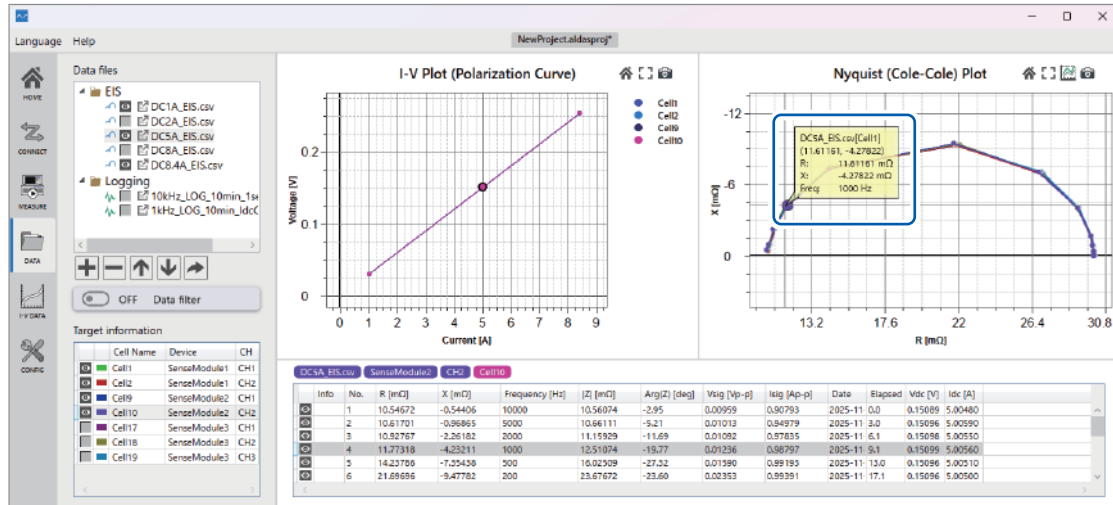 Language Help
NewProject.aldasproj*
HOME
CONNECT
MEASURE
DATA
I-V DATA
CONFIG
Data files
EIS
DC1A_EIS.csv
DC2A_EIS.csv
DC5A_EIS.csv
DC8A_EIS.csv
DC8.4A_EIS.csv
Logging
10kHz_LOG_10min_1se
1kHz_LOG_10min_IdcC
OFF Data filter
Target information
Cell Name Device CH
Cell1 SenseModule1 CH1
Cell2 SenseModule1 CH2
Cell9 SenseModule2 CH1
Cell10 SenseModule2 CH2
Cell17 SenseModule3 CH1
Cell18 SenseModule3 CH2
Cell19 SenseModule3 CH3
I-V Plot (Polarization Curve)
Cell1
Cell2
Cell9
Cell10
Voltage [V]
0.2
0.1
0
0 1 2 3 4 5 6 7 8 9
Current [A]
Nyquist (Cole-Cole) Plot
X [mΩ]
-12
-6
0
DC5A_EIS.csv[Cell1]
(11.61161, -4.27822)
R: 11.61161 mΩ
X: -4.27822 mΩ
Freq: 1000 Hz
13.2 17.6 22 26.4 30.8
R [mΩ]
DC5A_EIS.csv SenseModule2 CH2 Cell10
Info No. R [mΩ] X [mΩ] Frequency [Hz] |Z| [mΩ] Arg(Z) [deg] Vsig [Vp-p] Isig [Ap-p] Date Elapsed Vdc [V] Idc [A]
1 10.54672 -0.54406 10000 10.56074 -2.95 0.00959 0.90793 2025-11- 0.0 0.15089 5.00480
2 10.61701 -0.96865 5000 10.66111 -5.21 0.01013 0.94979 2025-11- 3.0 0.15096 5.00590
3 10.92767 -2.26182 2000 11.15929 -11.69 0.01092 0.97835 2025-11- 6.1 0.15098 5.00550
4 11.77318 -4.23211 1000 12.51074 -19.77 0.01236 0.98797 2025-11- 9.1 0.15099 5.00560
5 14.23786 -7.35438 500 16.02509 -27.32 0.01590 0.99193 2025-11- 13.0 0.15096 5.00510
6 21.69696 -9.47782 200 23.67672 -23.60 0.02353 0.99391 2025-11- 17.1 0.15096 5.00500